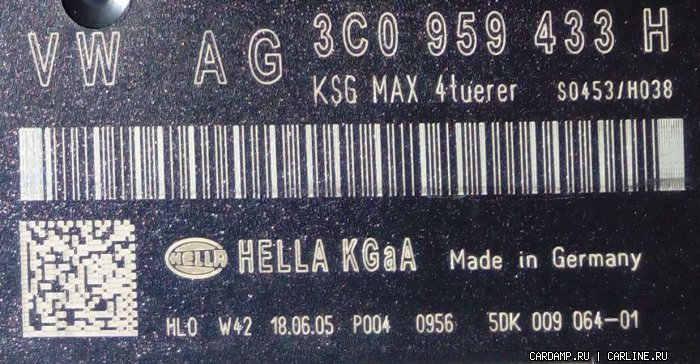 VW AG 3C0 959 433 H
KSG MAX 4tuerer S0453/H038
HELLA HELLA KGaA Made in Germany
HLO W42 18.06.05 P004 0956 5DK 009 064-01
CARDAMP.RU | CARLINE.RU